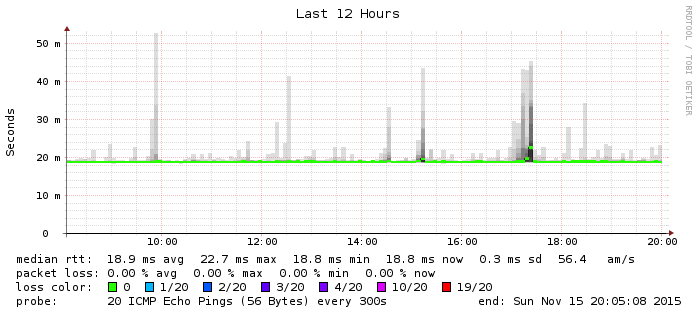 Last 12 Hours
RRDTOOL / TOBI OETIKER
Seconds
50 m
40 m
30 m
20 m
10 m
0
10:00 12:00 14:00 16:00 18:00 20:00
median rtt: 18.9 ms avg 22.7 ms max 18.8 ms min 18.8 ms now 0.3 ms sd 56.4 am/s
packet loss: 0.00 % avg 0.00 % max 0.00 % min 0.00 % now
loss color: 0 1/20 2/20 3/20 4/20 10/20 19/20
probe: 20 ICMP Echo Pings (56 Bytes) every 300s end: Sun Nov 15 20:05:08 2015